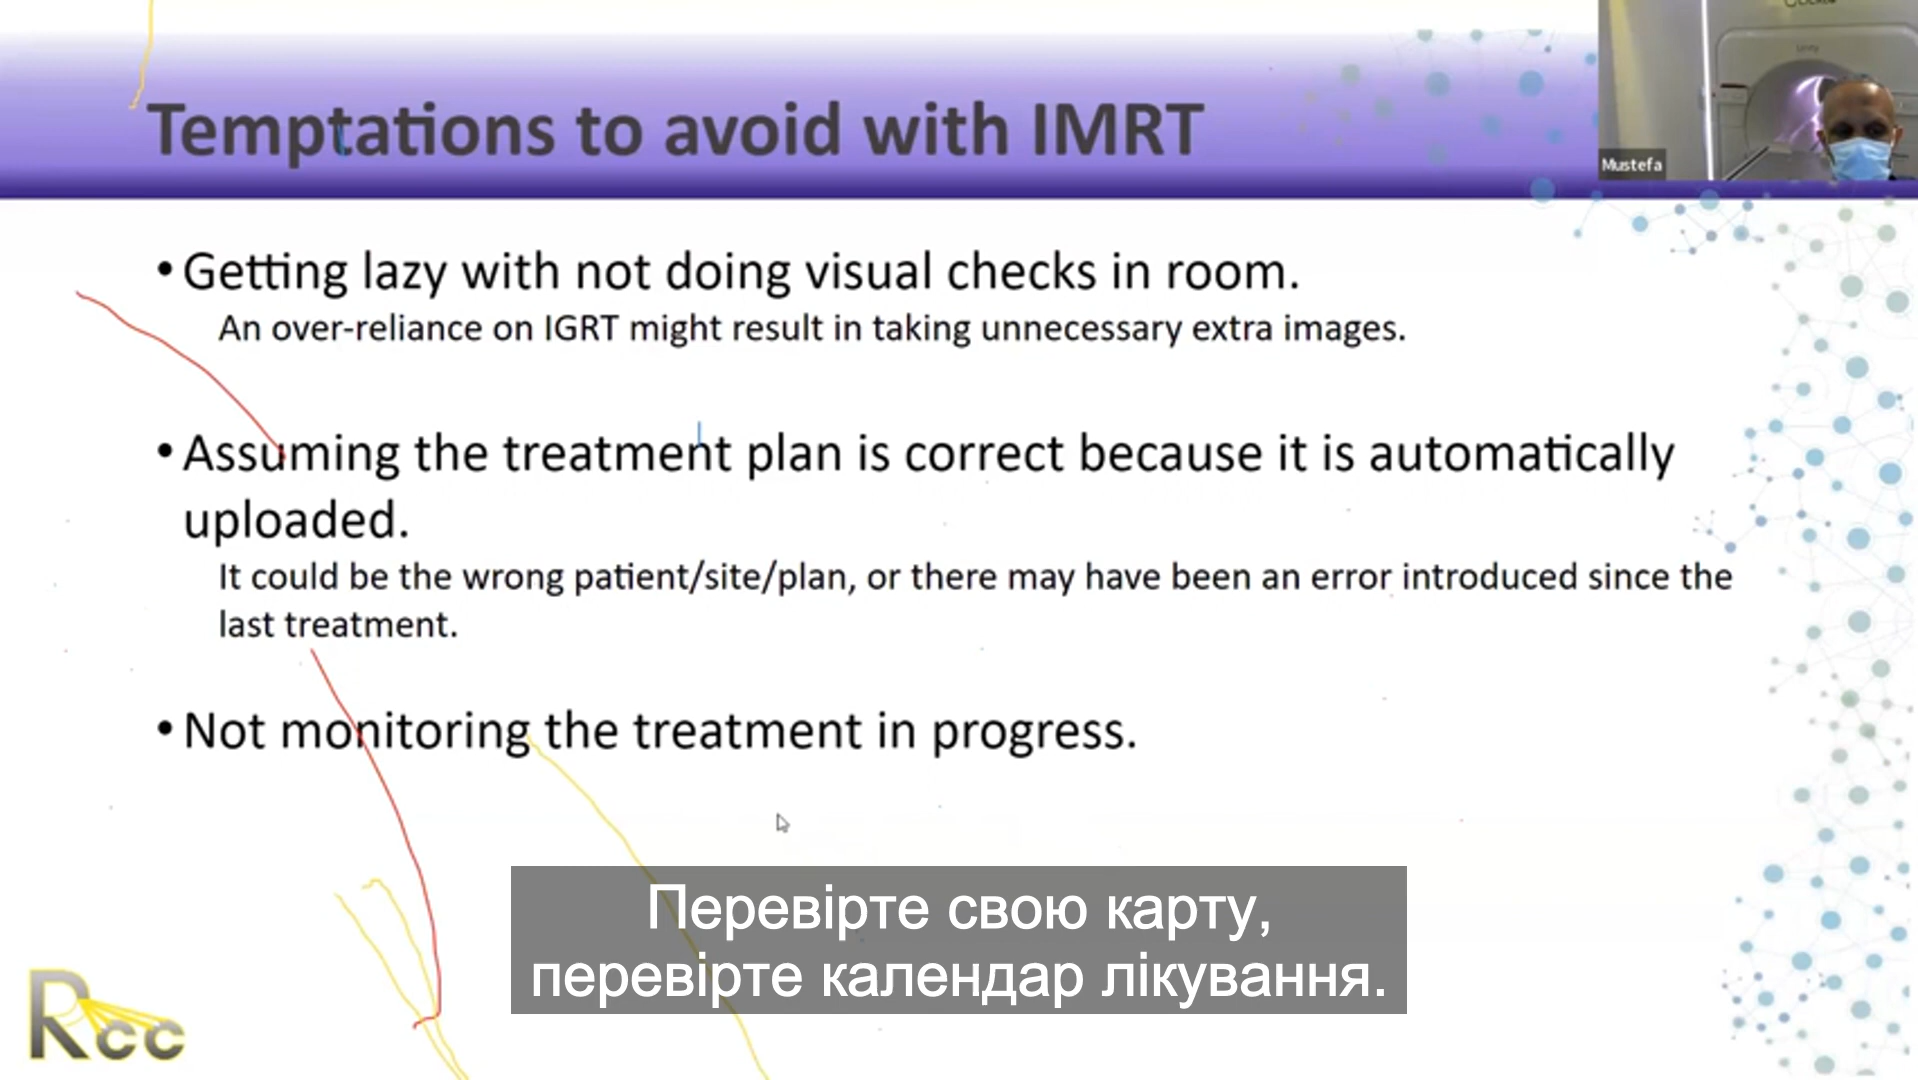 Temptations to avoid with IMRT
Mustefa
• Getting lazy with not doing visual checks in room.
An over-reliance on IGRT might result in taking unnecessary extra images.
• Assuming the treatment plan is correct because it is automatically
uploaded.
It could be the wrong patient/site/plan, or there may have been an error introduced since the
last treatment.
• Not monitoring the treatment in progress.
Перевірте свою карту,
перевірте календар лікування.
Rcc